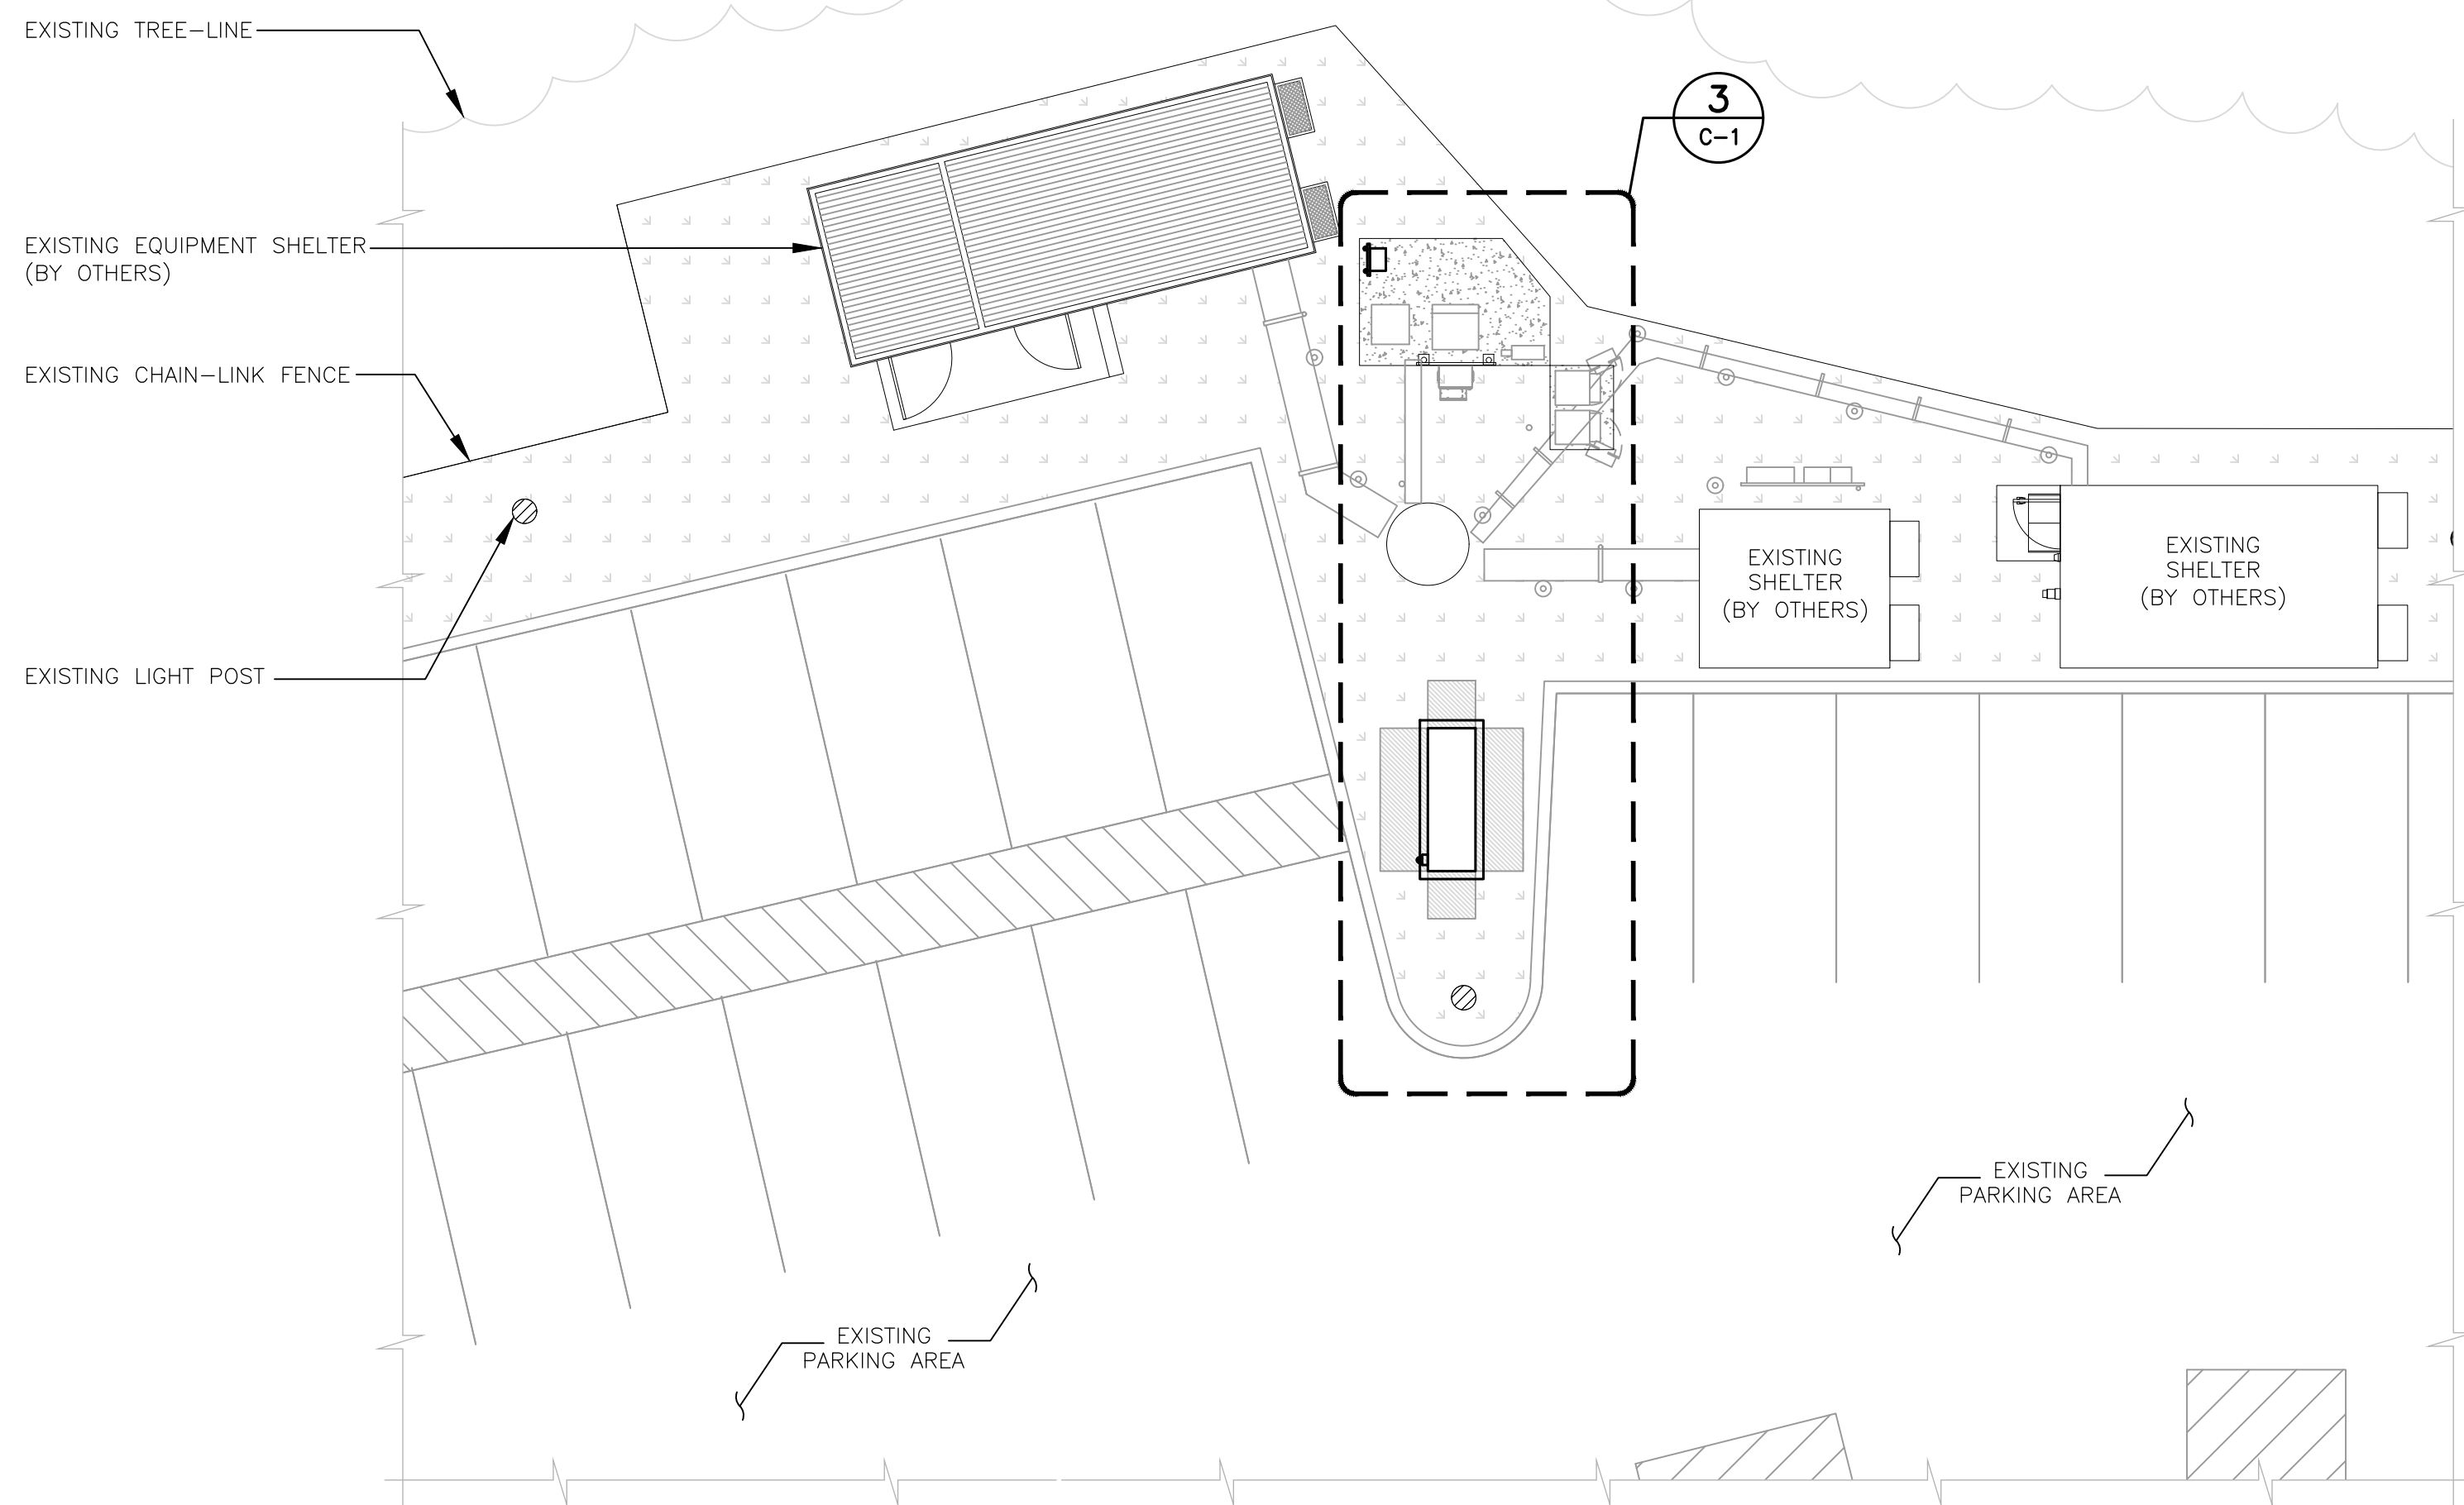 EXISTING TREE-LINE
3
C-1
EXISTING EQUIPMENT SHELTER
(BY OTHERS)
EXISTING CHAIN-LINK FENCE
EXISTING
SHELTER
(BY OTHERS)
EXISTING
SHELTER
(BY OTHERS)
EXISTING LIGHT POST
EXISTING
PARKING AREA
EXISTING
PARKING AREA